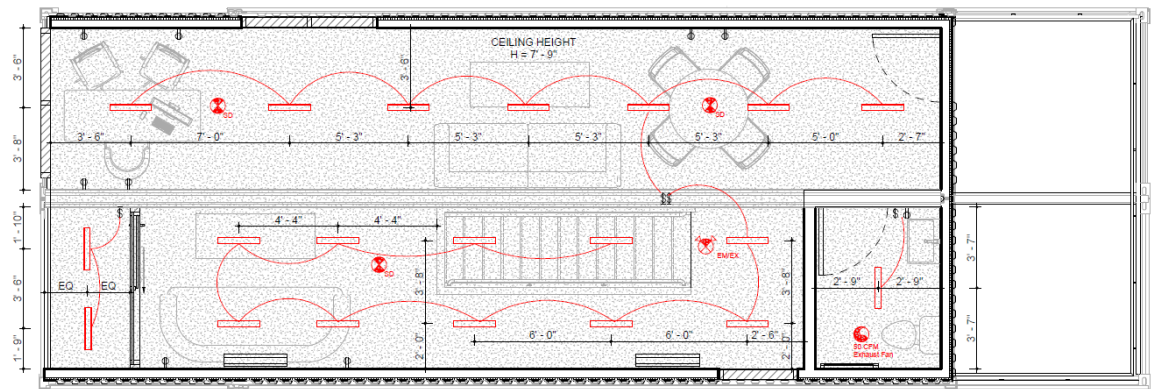 CEILING HEIGHT
H = 7' - 9"
3' - 6"
3' - 6"
SD
SD
3' - 6"
7' - 0"
5' - 3"
5' - 3"
5' - 3"
5' - 3"
5' - 0"
2' - 7"
3' - 8"
$$
$
$
1' - 10"
4' - 4"
4' - 4"
3' - 7"
EM/EX
SD
3' - 6"
EQ
EQ
3' - 8"
3' - 8"
2' - 9"
2' - 9"
6' - 0"
6' - 0"
2' - 6"
1' - 9"
2' - 0"
2' - 0"
3' - 7"
80 CPM
Exhaust Fan